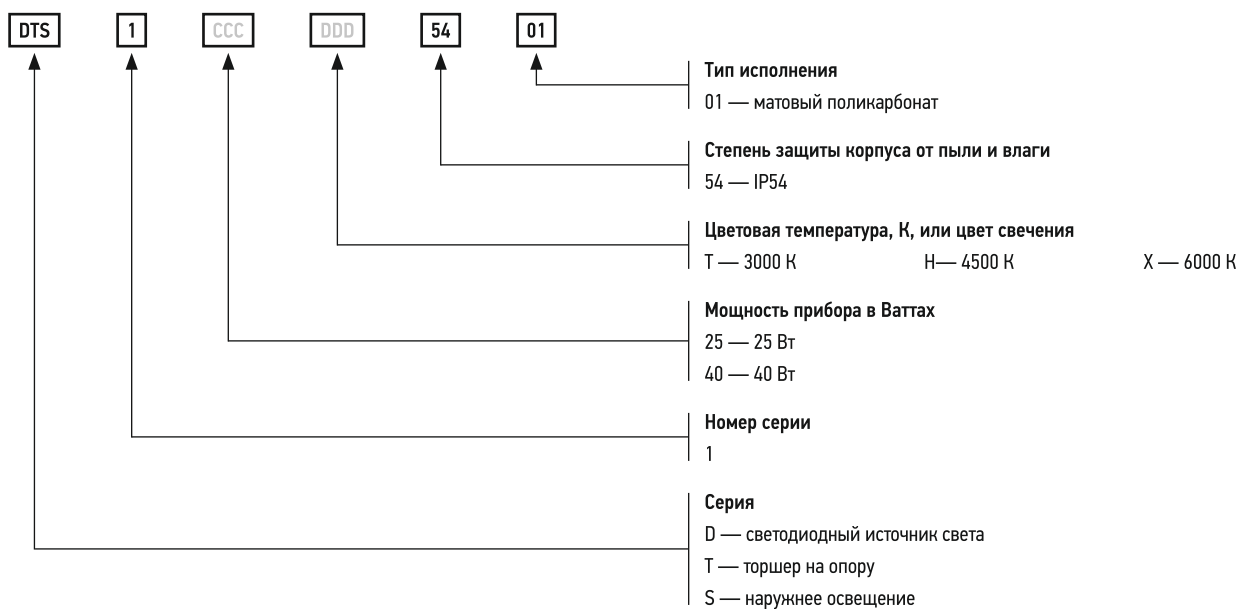 DTS 1 CCC DDD 54 01
Тип исполнения
01 — матовый поликарбонат
Степень защиты корпуса от пыли и влаги
54 — IP54
Цветовая температура, К, или цвет свечения
Т — 3000 К Н— 4500 К Х — 6000 К
Мощность прибора в Ваттах
25 — 25 Вт
40 — 40 Вт
Номер серии
1
Серия
D — светодиодный источник света
T — торшер на опору
S — наружнее освещение